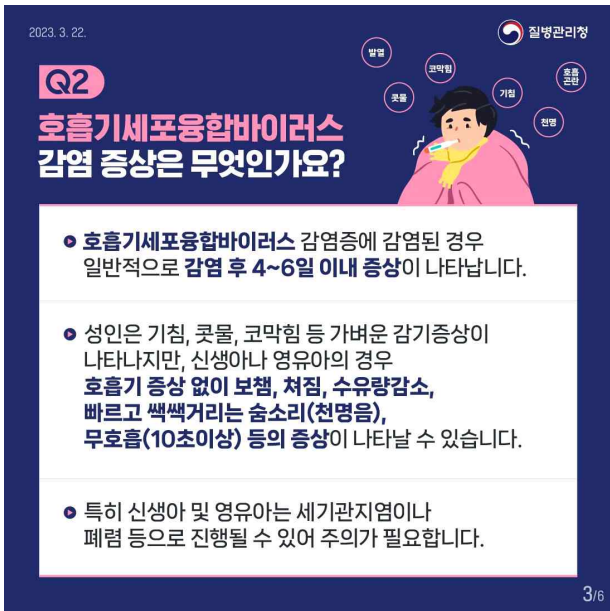 2023. 3. 22.
질병관리청
Q2
호흡기세포융합바이러스
감염 증상은 무엇인가요?
발열
코막힘
호흡
곤란
콧물
기침
천명
호흡기세포융합바이러스 감염증에 감염된 경우
일반적으로 감염 후 4~6일 이내 증상이 나타납니다.
성인은 기침, 콧물, 코막힘 등 가벼운 감기증상이
나타나지만, 신생아나 영유아의 경우
호흡기 증상 없이 보챔, 쳐짐, 수유량감소,
빠르고 쌕쌕거리는 숨소리(천명음),
무호흡(10초이상) 등의 증상이 나타날 수 있습니다.
특히 신생아 및 영유아는 세기관지염이나
폐렴 등으로 진행될 수 있어 주의가 필요합니다.
3/6